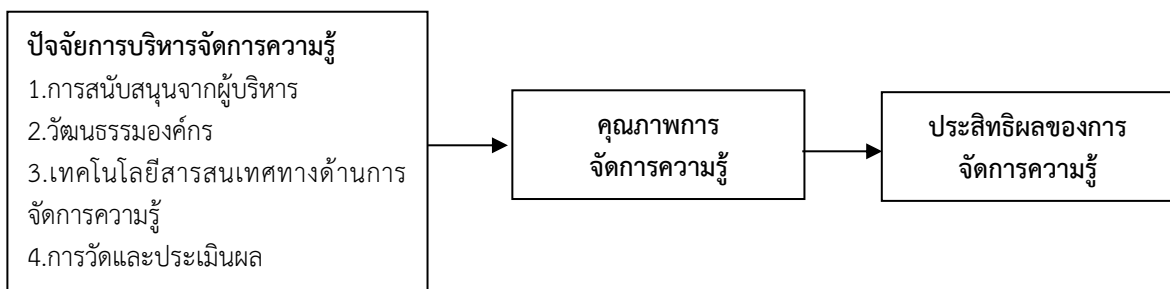 ปัจจัยการบริหารจัดการความรู้
1.การสนับสนุนจากผู้บริหาร
2.วัฒนธรรมองค์กร
3.เทคโนโลยีสารสนเทศทางด้านการ
จัดการความรู้
4.การวัดและประเมินผล
คุณภาพการ
จัดการความรู้
ประสิทธิผลของการ
จัดการความรู้